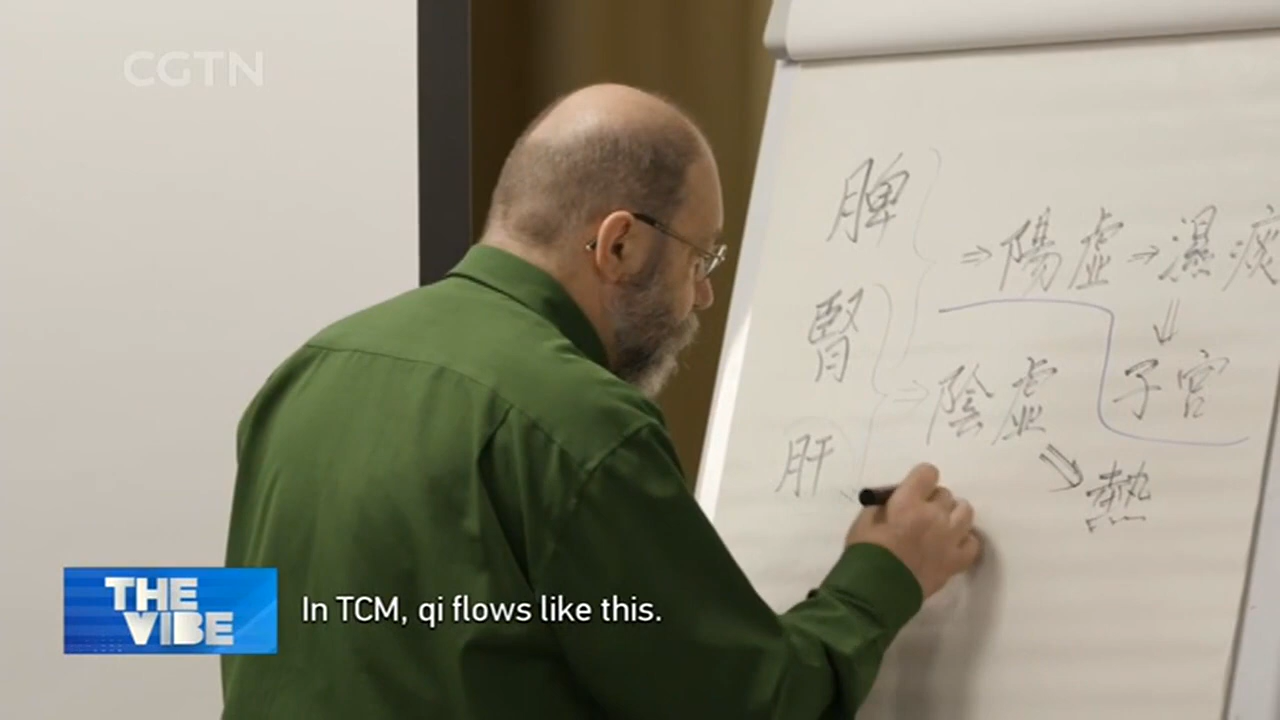 CGTN
脾
⇒陽虛→濕痰
⇓
腎
子宮
⇒陰虛
肝
熱
THE
VIBE
In TCM, qi flows like this.